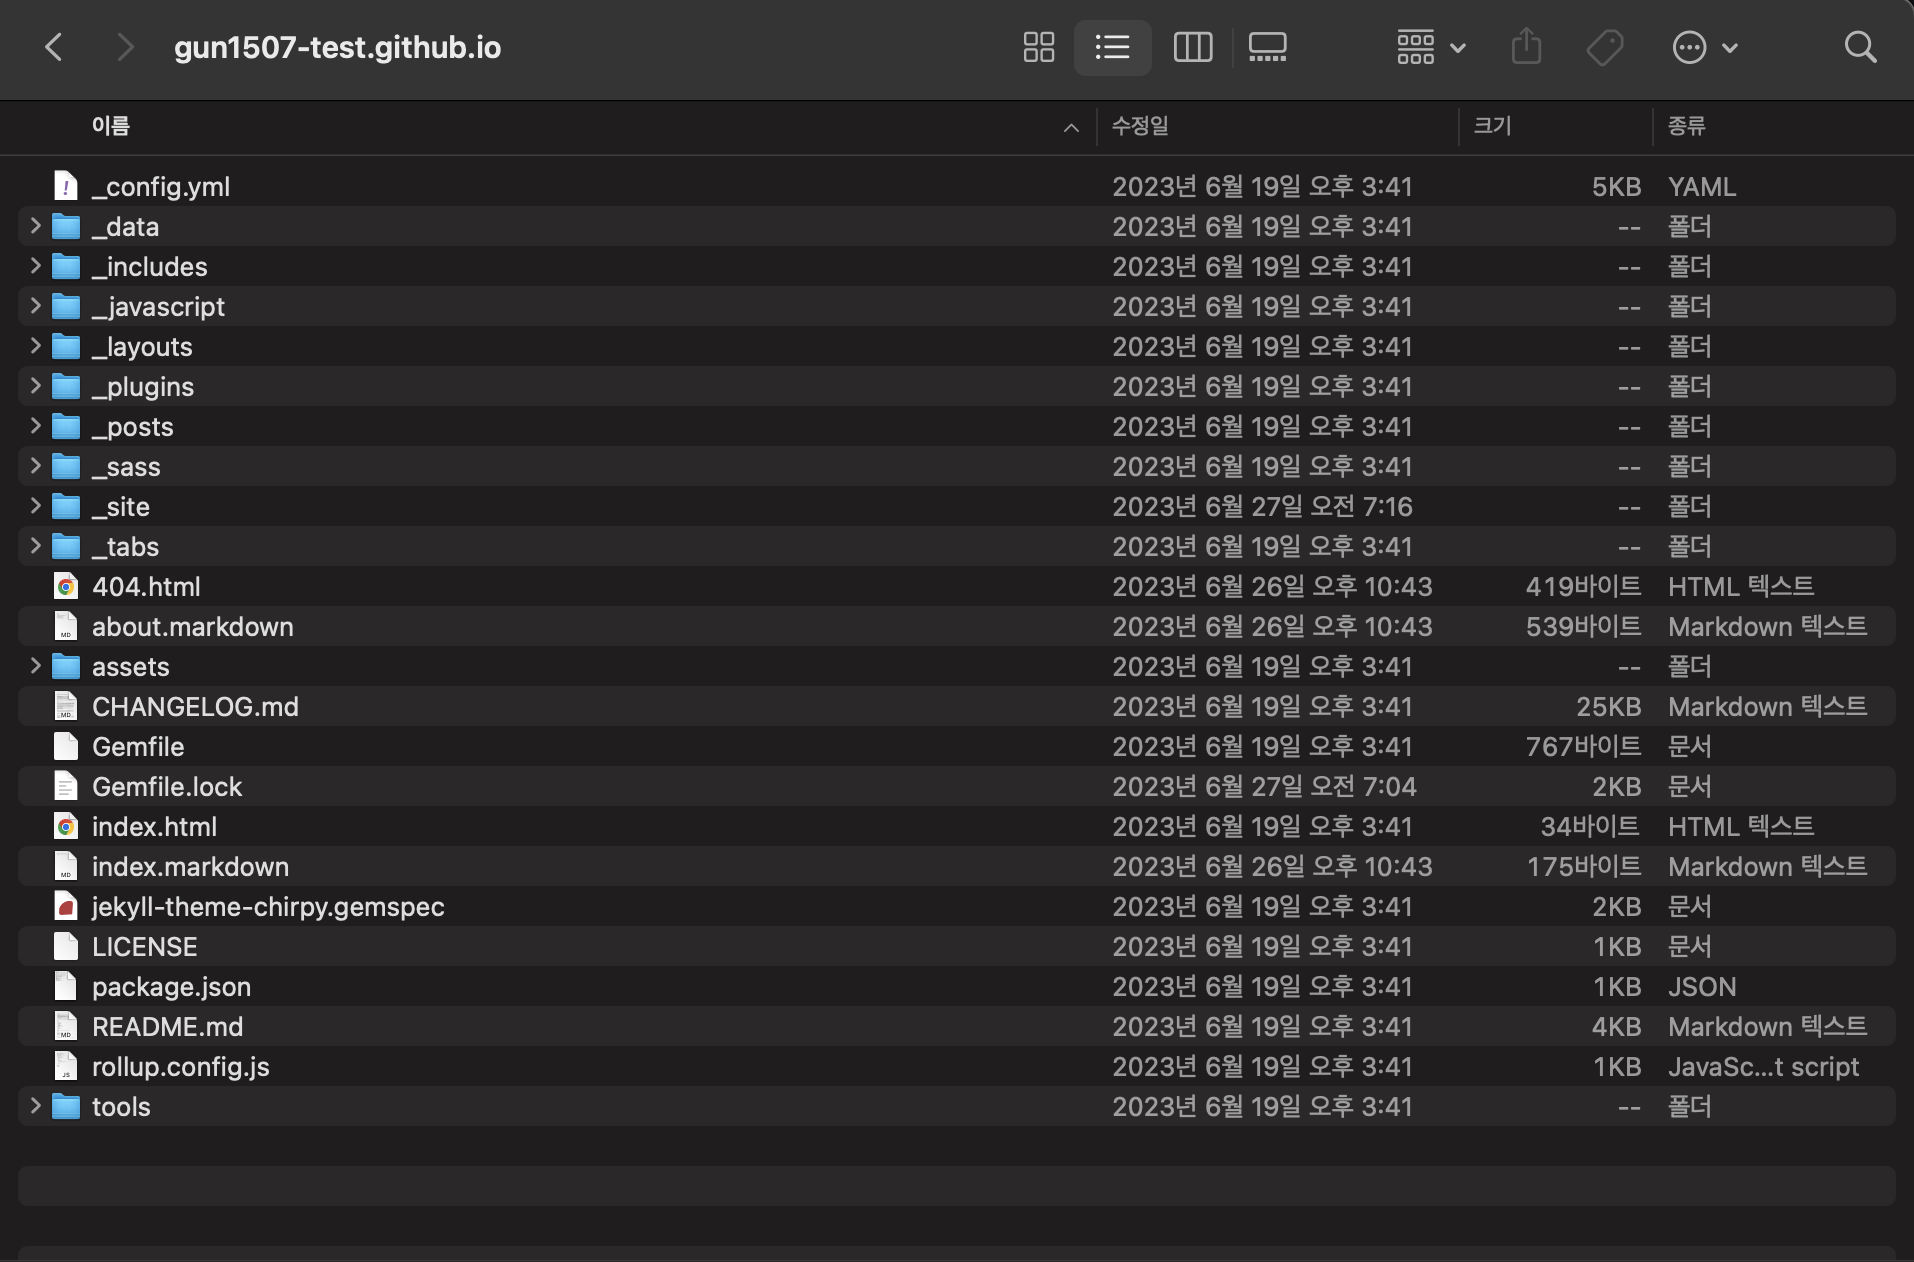 gun1507-test.github.io
이름 수정일 크기 종류
_config.yml 2023년 6월 19일 오후 3:41 5KB YAML
_data 2023년 6월 19일 오후 3:41 -- 폴더
_includes 2023년 6월 19일 오후 3:41 -- 폴더
_javascript 2023년 6월 19일 오후 3:41 -- 폴더
_layouts 2023년 6월 19일 오후 3:41 -- 폴더
_plugins 2023년 6월 19일 오후 3:41 -- 폴더
_posts 2023년 6월 19일 오후 3:41 -- 폴더
_sass 2023년 6월 19일 오후 3:41 -- 폴더
_site 2023년 6월 27일 오전 7:16 -- 폴더
_tabs 2023년 6월 19일 오후 3:41 -- 폴더
404.html 2023년 6월 26일 오후 10:43 419바이트 HTML 텍스트
about.markdown 2023년 6월 26일 오후 10:43 539바이트 Markdown 텍스트
assets 2023년 6월 19일 오후 3:41 -- 폴더
CHANGELOG.md 2023년 6월 19일 오후 3:41 25KB Markdown 텍스트
Gemfile 2023년 6월 19일 오후 3:41 767바이트 문서
Gemfile.lock 2023년 6월 27일 오전 7:04 2KB 문서
index.html 2023년 6월 19일 오후 3:41 34바이트 HTML 텍스트
index.markdown 2023년 6월 26일 오후 10:43 175바이트 Markdown 텍스트
jekyll-theme-chirpy.gemspec 2023년 6월 19일 오후 3:41 2KB 문서
LICENSE 2023년 6월 19일 오후 3:41 1KB 문서
package.json 2023년 6월 19일 오후 3:41 1KB JSON
README.md 2023년 6월 19일 오후 3:41 4KB Markdown 텍스트
rollup.config.js 2023년 6월 19일 오후 3:41 1KB JavaSc...t script
tools 2023년 6월 19일 오후 3:41 -- 폴더